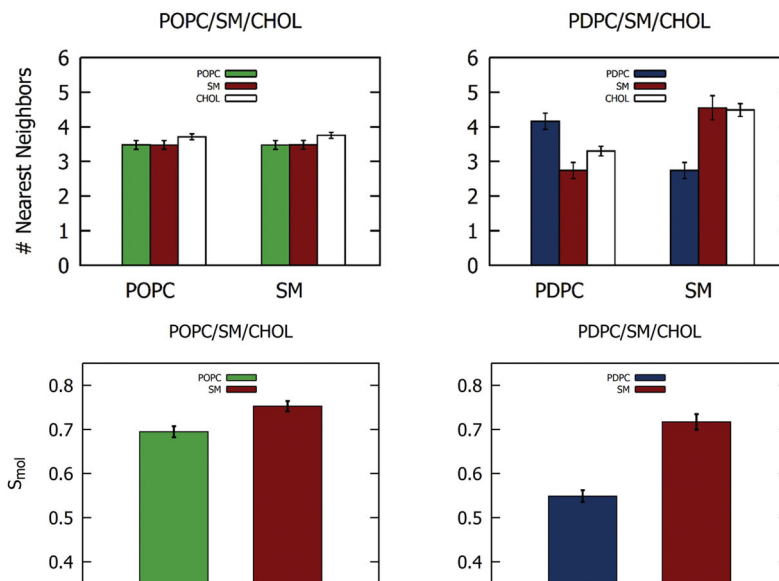 POPC/SM/CHOL
# Nearest Neighbors
6
5
4
3
2
1
0
POPC
SM
CHOL
POPC SM
PDPC/SM/CHOL
6
5
4
3
2
1
0
PDPC
SM
CHOL
PDPC SM
POPC/SM/CHOL
Smol
0.8
0.7
0.6
0.5
0.4
POPC
SM
PDPC/SM/CHOL
0.8
0.7
0.6
0.5
0.4
PDPC
SM